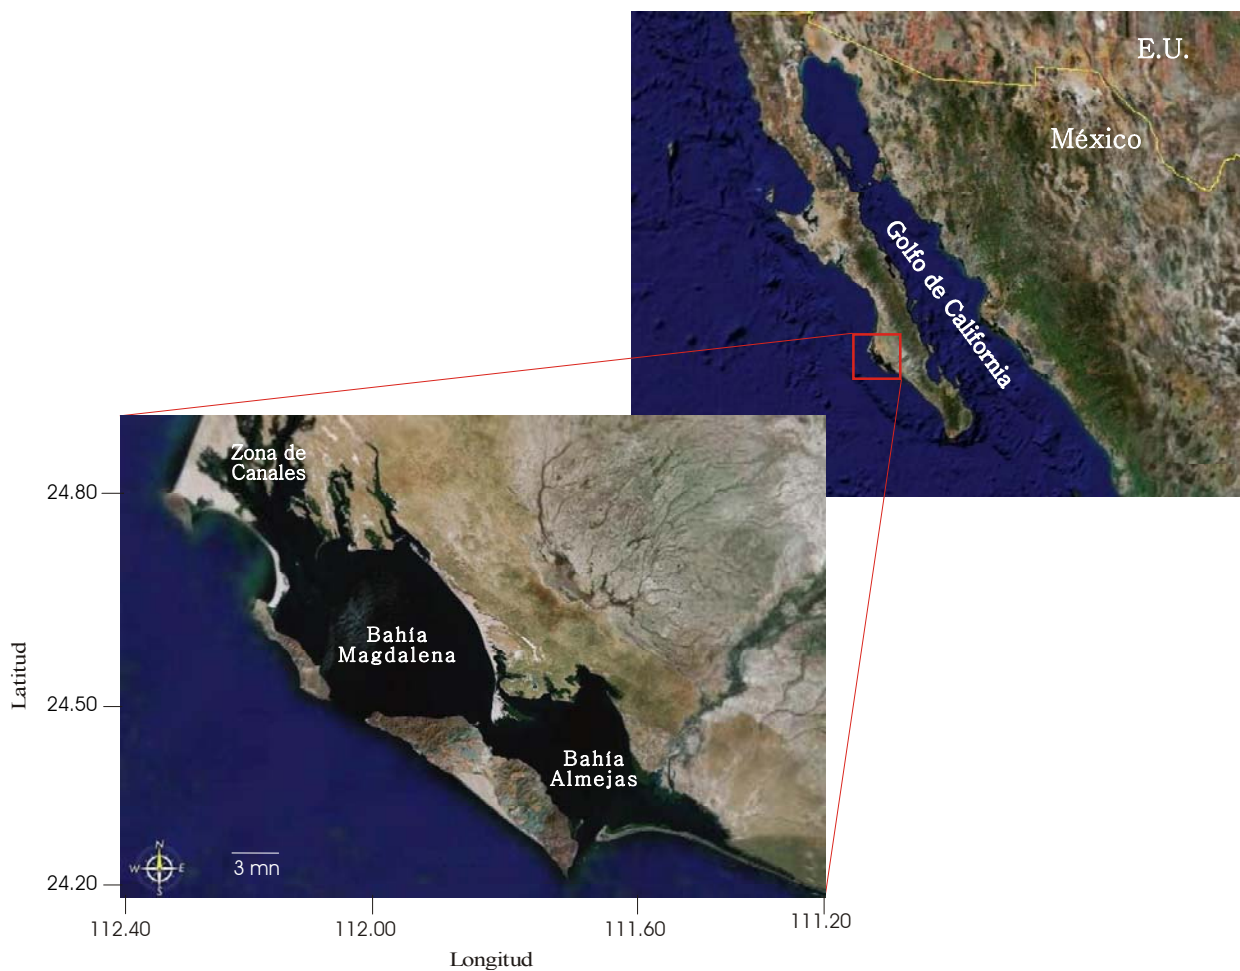 E.U.
México
Golfo de California
Zona de
Canales
24.80
Bahía
Magdalena
Latitud
24.50
Bahía
Almejas
N
W
E
S
3 mn
24.20
112.40
112.00
111.60
111.20
Longitud